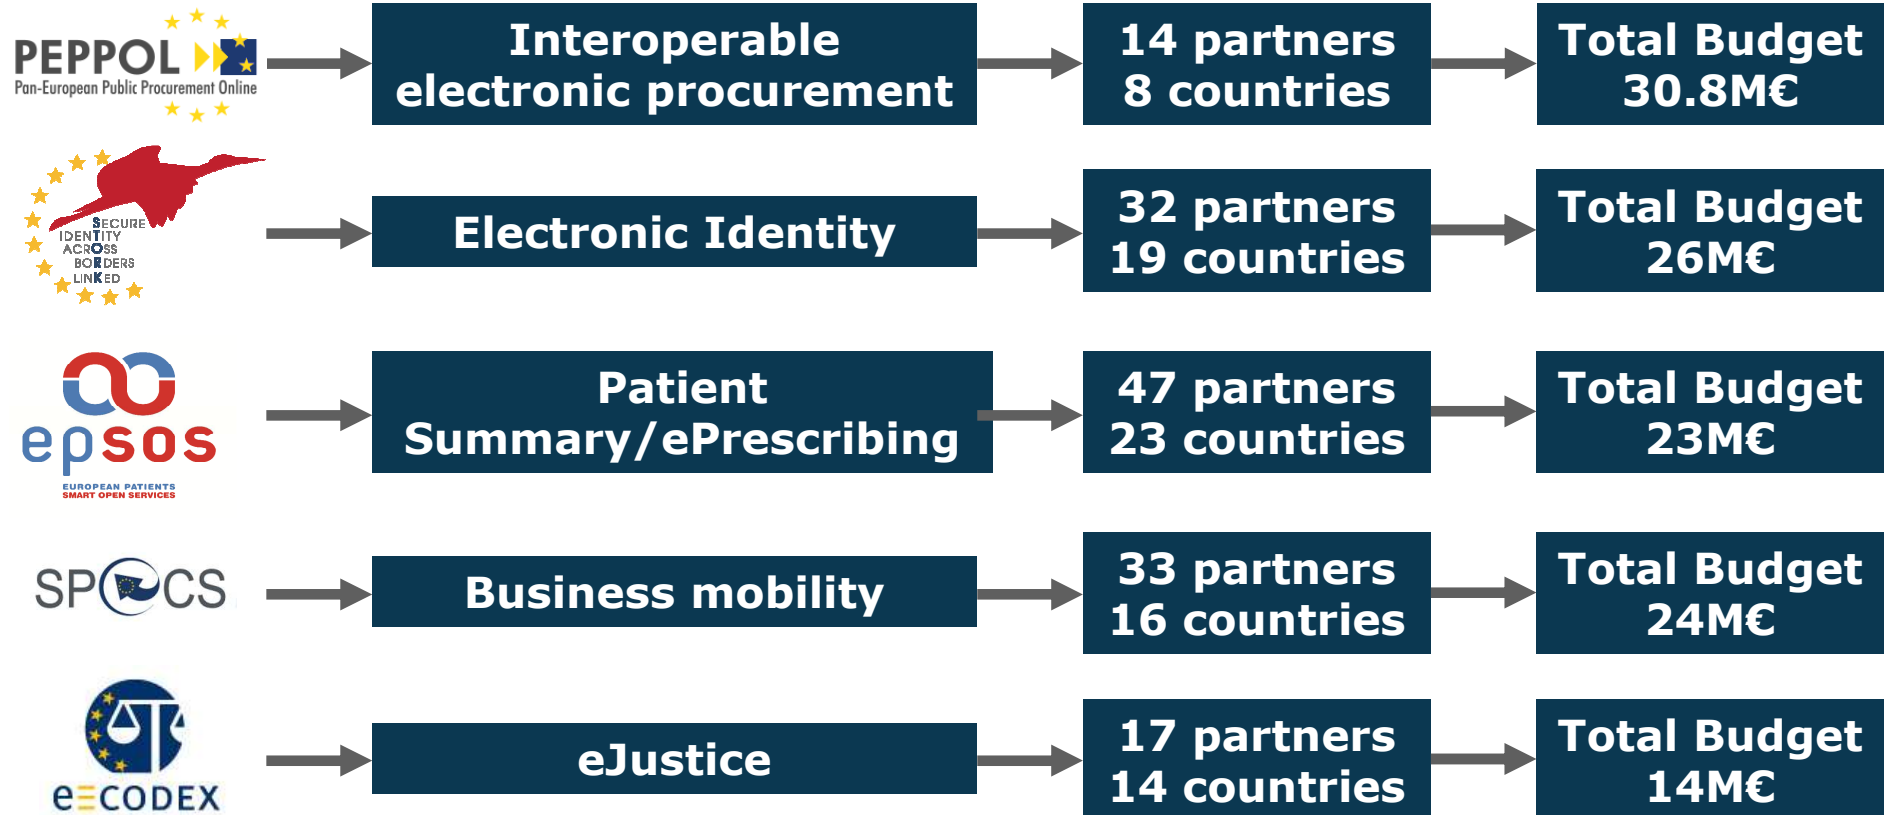 PEPPOL
Pan-European Public Procurement Online
Interoperable
electronic procurement
14 partners
8 countries
Total Budget
30.8M€
SECURE
IDENTITY
ACROSS
BORDERS
LINKED
Electronic Identity
32 partners
19 countries
Total Budget
26M€
epsos
EUROPEAN PATIENTS
SMART OPEN SERVICES
Patient
Summary/ePrescribing
47 partners
23 countries
Total Budget
23M€
SPOCS
Business mobility
33 partners
16 countries
Total Budget
24M€
e-CODEX
eJustice
17 partners
14 countries
Total Budget
14M€